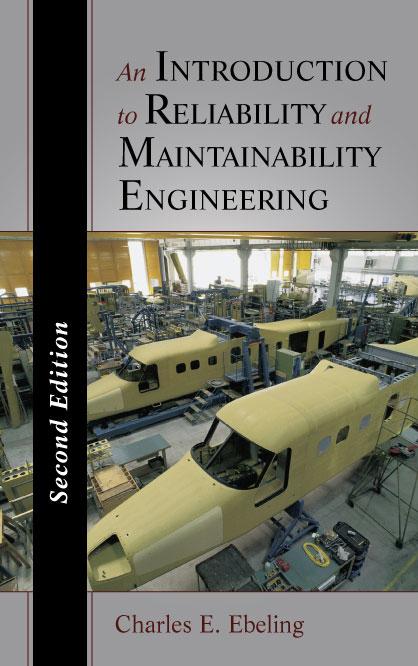 An INTRODUCTION
to RELIABILITY and
MAINTAINABILITY
ENGINEERING
Second Edition
Charles E. Ebeling